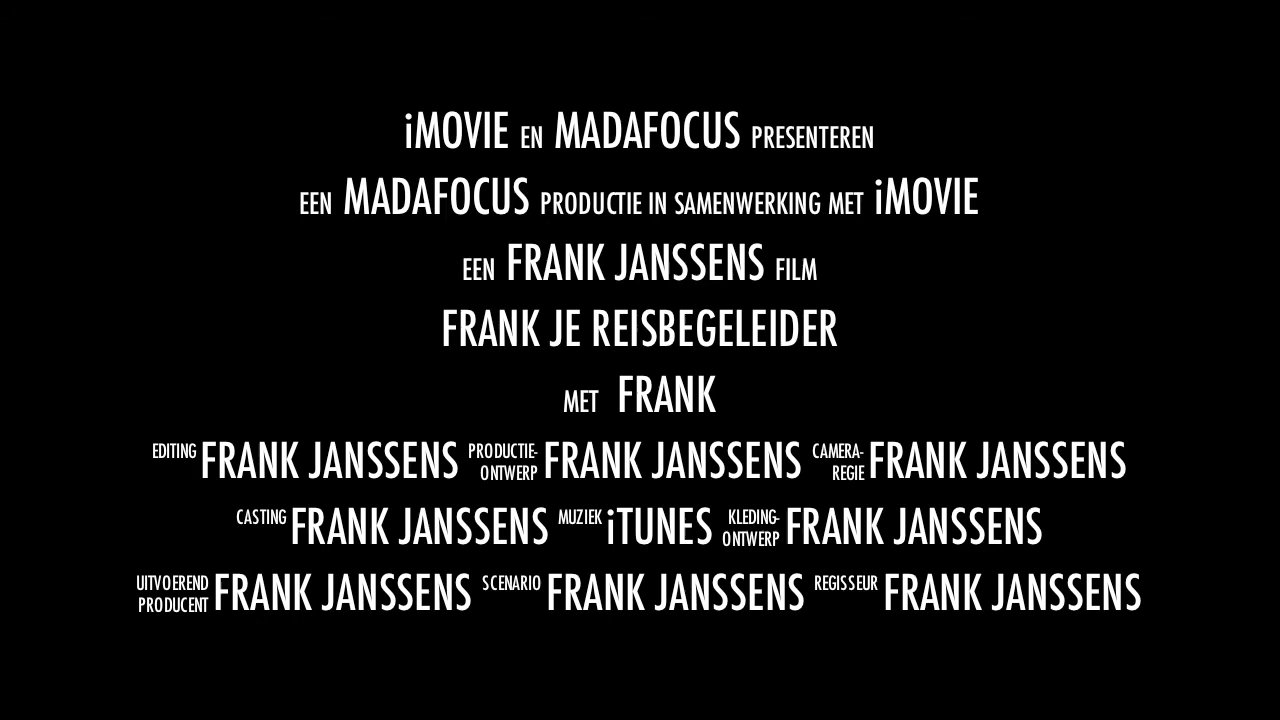 iMOVIE EN MADAFOCUS PRESENTEREN
EEN MADAFOCUS PRODUCTIE IN SAMENWERKING MET iMOVIE
EEN FRANK JANSSENS FILM
FRANK JE REISBEGELEIDER
MET FRANK
EDITING FRANK JANSSENS PRODUCTIE-ONTWERP FRANK JANSSENS CAMERA-REGIE FRANK JANSSENS
CASTING FRANK JANSSENS MUZIEK iTUNES KLEDING-ONTWERP FRANK JANSSENS
UITVOEREND PRODUCENT FRANK JANSSENS SCENARIO FRANK JANSSENS REGISSEUR FRANK JANSSENS